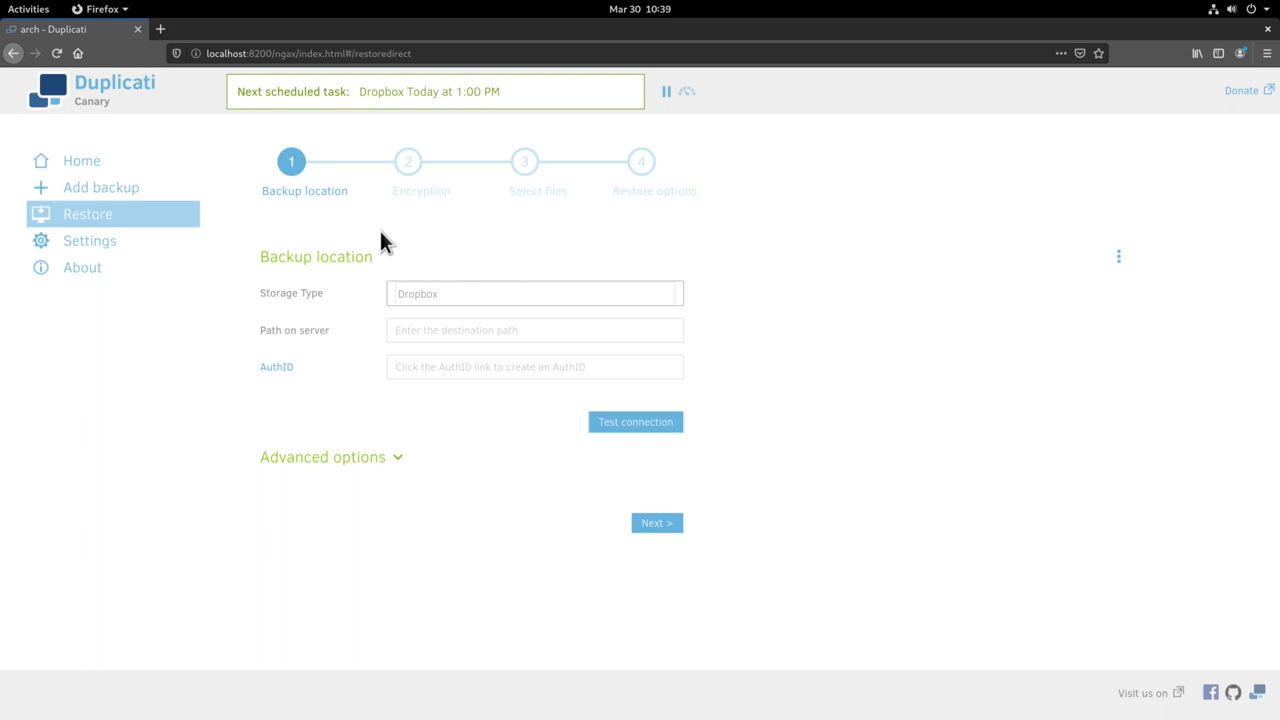 Activities
Firefox
Mar 30 10:39
arch - Duplicati
localhost:8200/ngax/index.html#/restoredirect
Duplicati
Canary
Next scheduled task: Dropbox Today at 1:00 PM
Donate
Home
Add backup
Restore
Settings
About
1 2 3 4
Backup location Encryption Select files Restore options
Backup location
Storage Type Dropbox
Path on server Enter the destination path
AuthID Click the AuthID link to create an AuthID
Test connection
Advanced options
Next >
Visit us on